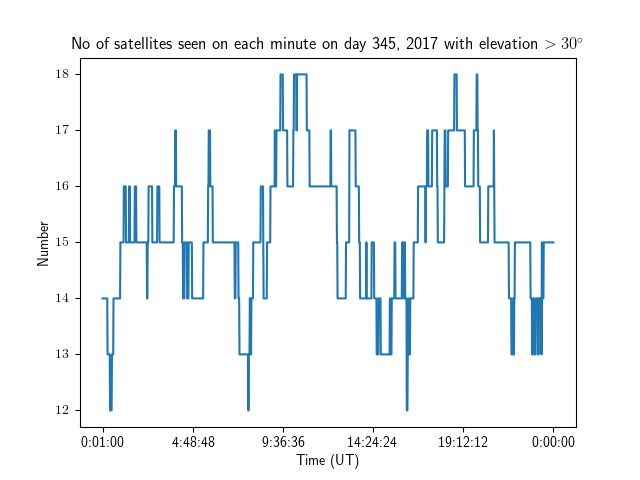 No of satellites seen on each minute on day 345, 2017 with elevation > 30°
18
17
16
15
14
13
12
Number
0:01:00 4:48:48 9:36:36 14:24:24 19:12:12 0:00:00
Time (UT)